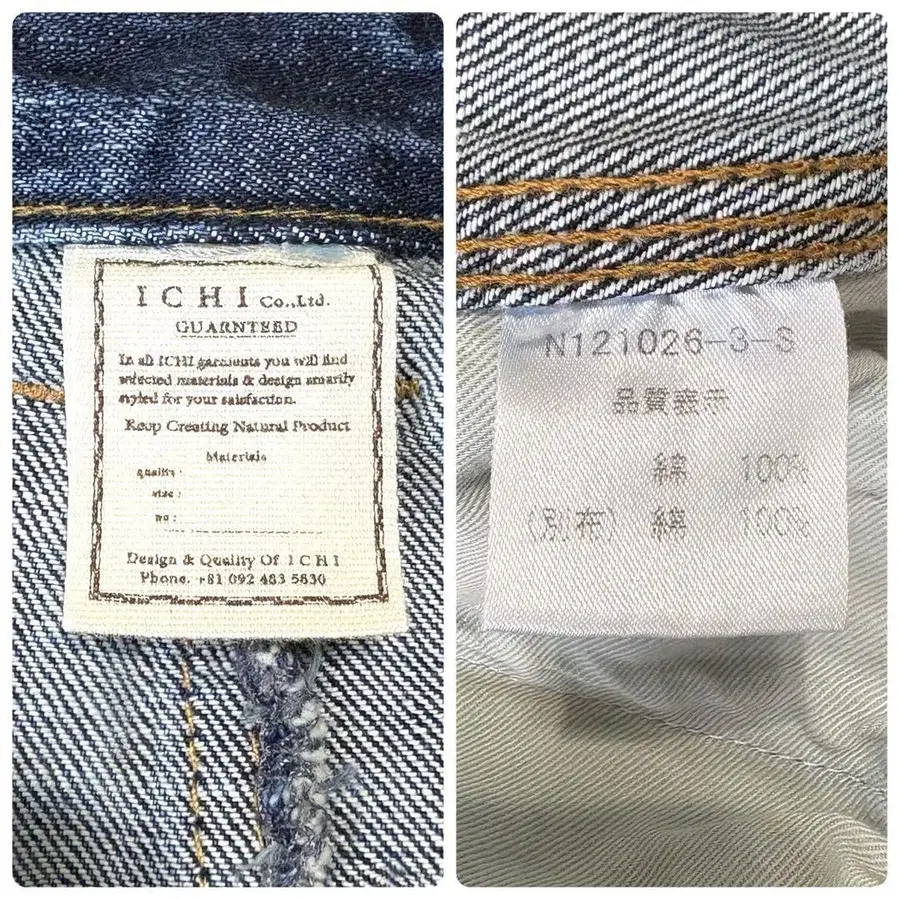 ICHI Co.,Ltd.
GUARNTEED
In all ICHI garments you will find
selected materials & design smartly
styled for your satisfaction.
Keep Creating Natural Product
Materials
quality :
size :
no :
Design & Quality Of ICHI
Phone. +81 092 483 5630
N121026-3-S
品質表示
綿 100%
(別布) 綿 100%